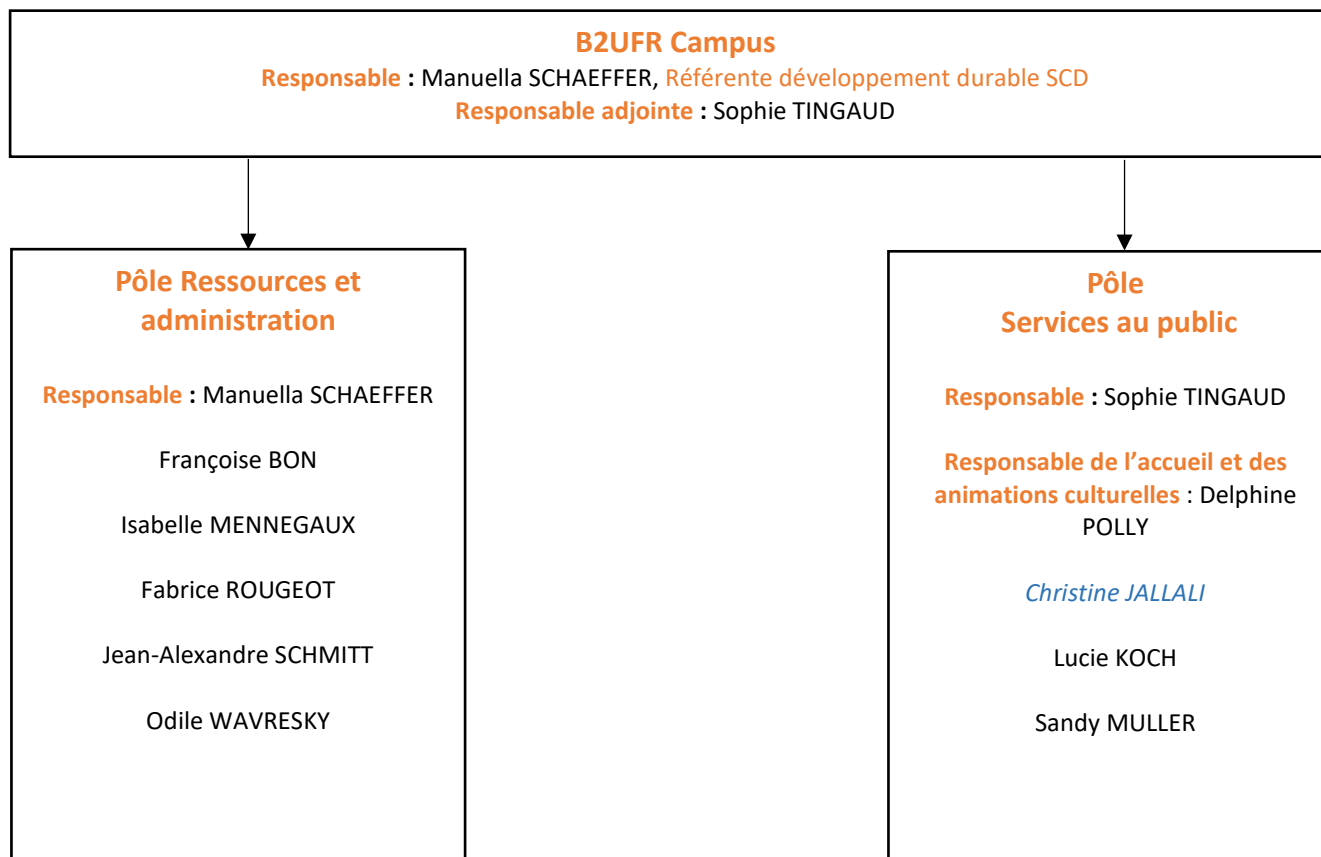 B2UFR Campus
Responsable : Manuella SCHAEFFER, Référente développement durable SCD
Responsable adjointe : Sophie TINGAUD
Pôle Ressources et
administration
Responsable : Manuella SCHAEFFER
Françoise BON
Isabelle MENNEGAUX
Fabrice ROUGEOT
Jean-Alexandre SCHMITT
Odile WAVRESKY
Pôle
Services au public
Responsable : Sophie TINGAUD
Responsable de l’accueil et des
animations culturelles : Delphine
POLLY
Christine JALLALI
Lucie KOCH
Sandy MULLER